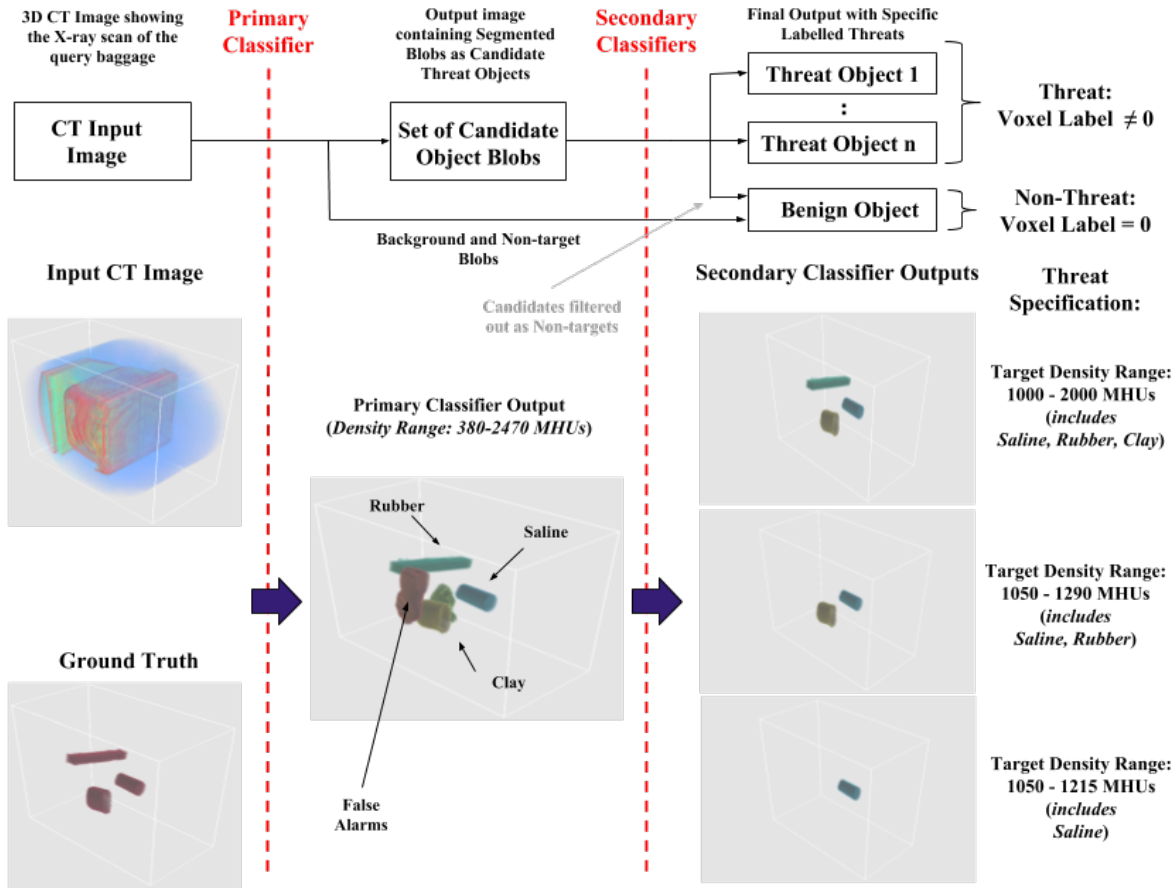 3D CT Image showing
the X-ray scan of the
query baggage
Primary
Classifier
Output image
containing Segmented
Blobs as Candidate
Threat Objects
Secondary
Classifiers
Final Output with Specific
Labelled Threats
CT Input
Image
Set of Candidate
Object Blobs
Threat Object 1
:
Threat Object n
Benign Object
Threat:
Voxel Label ≠ 0
Non-Threat:
Voxel Label = 0
Background and Non-target
Blobs
Candidates filtered
out as Non-targets
Input CT Image
Secondary Classifier Outputs
Threat
Specification:
Primary Classifier Output
(Density Range: 380-2470 MHUs)
Rubber
Saline
Clay
False
Alarms
Ground Truth
Target Density Range:
1000 - 2000 MHUs
(includes
Saline, Rubber, Clay)
Target Density Range:
1050 - 1290 MHUs
(includes
Saline, Rubber)
Target Density Range:
1050 - 1215 MHUs
(includes
Saline)